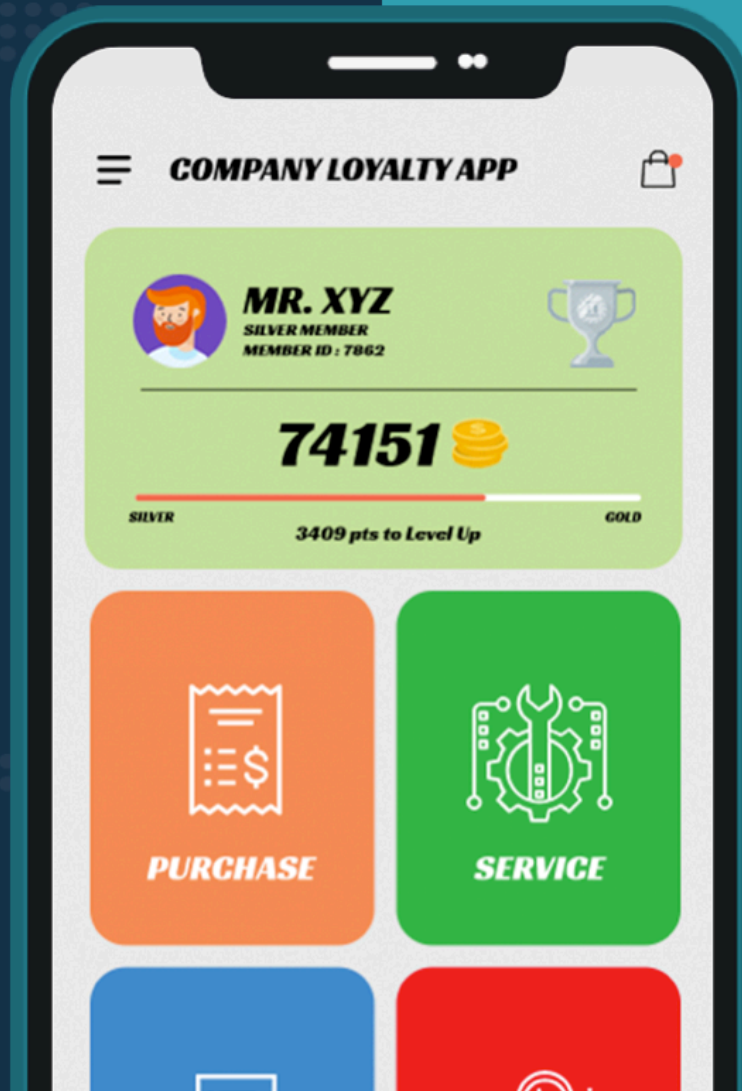 COMPANY LOYALTY APP
MR. XYZ
SILVER MEMBER
MEMBER ID : 7862
74151
SILVER
GOLD
3409 pts to Level Up
$
PURCHASE
SERVICE